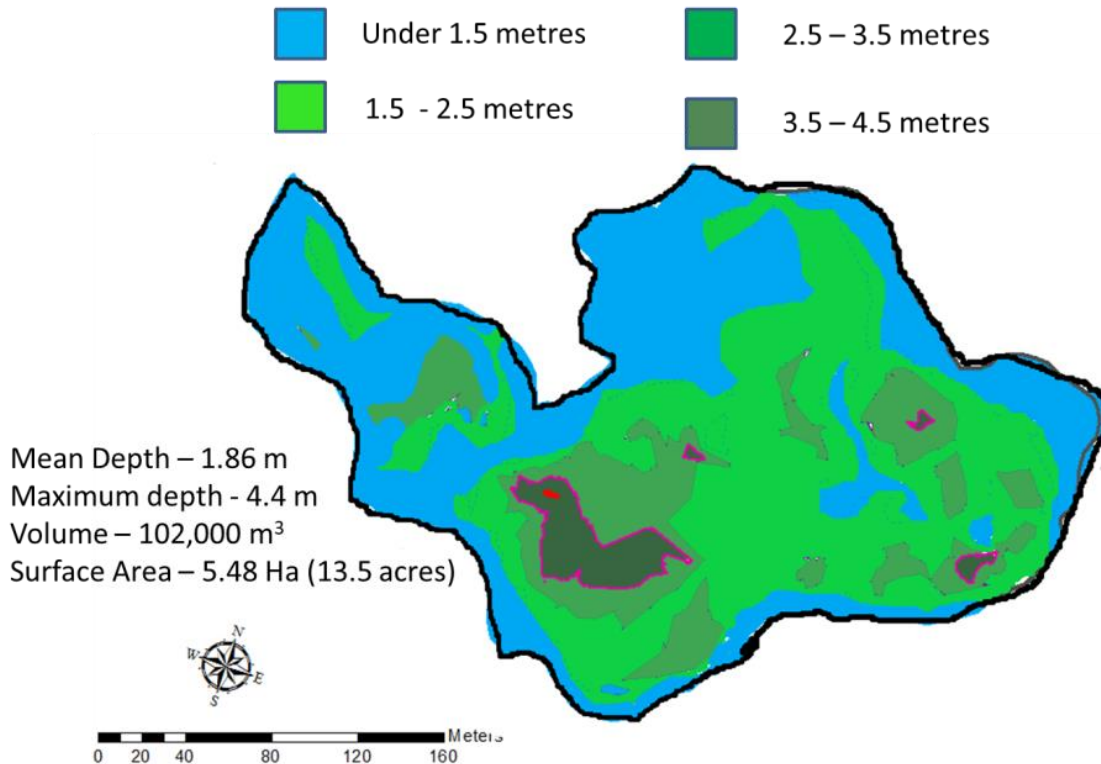 Under 1.5 metres
2.5 – 3.5 metres
1.5 - 2.5 metres
3.5 – 4.5 metres
Mean Depth – 1.86 m
Maximum depth - 4.4 m
Volume – 102,000 m³
Surface Area – 5.48 Ha (13.5 acres)
N
W
E
S
Meters
0 20 40 80 120 160